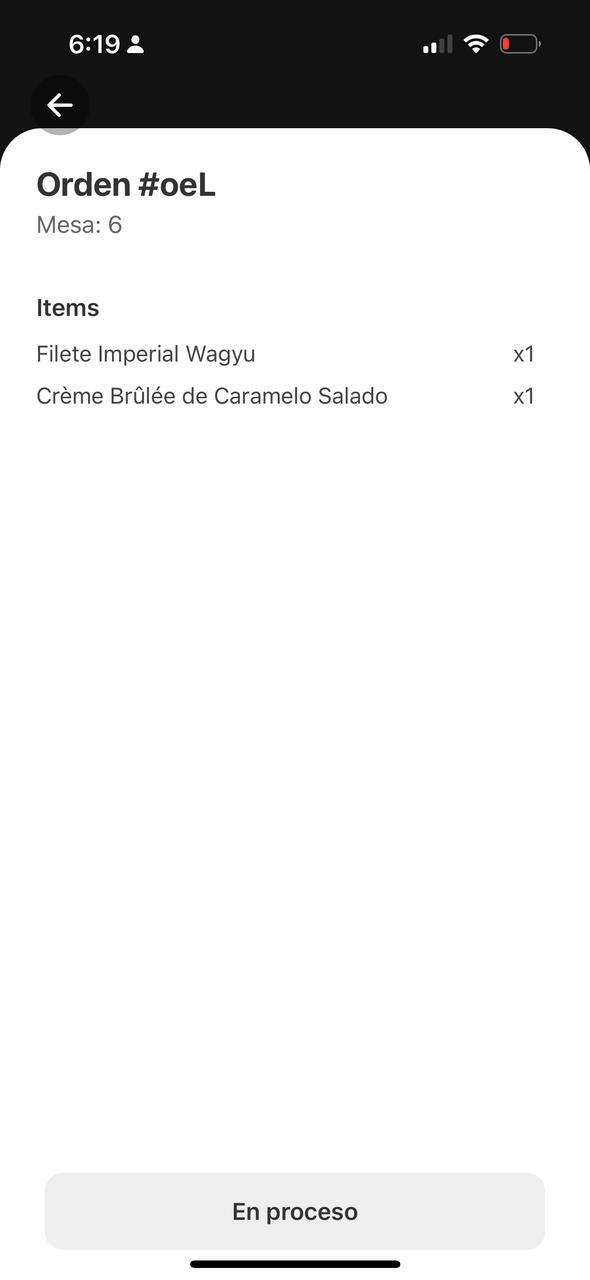 6:19
Orden #oeL
Mesa: 6
Items
Filete Imperial Wagyu x1
Crème Brûlée de Caramelo Salado x1
En proceso